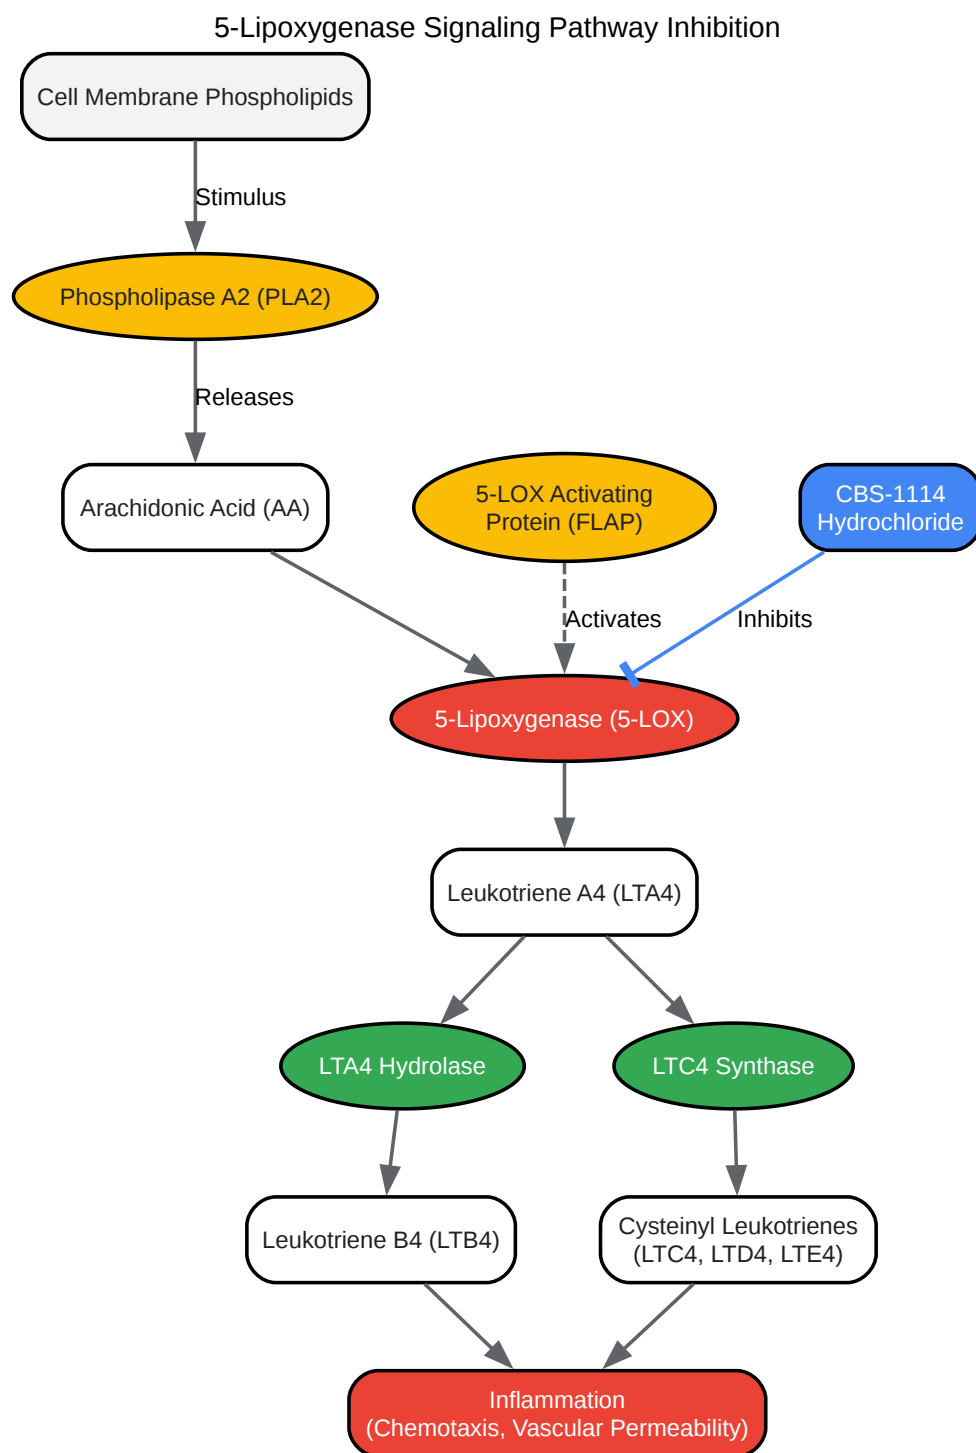 5-Lipoxygenase Signaling Pathway Inhibition
Cell Membrane Phospholipids
Stimulus
Phospholipase A2 (PLA2)
Releases
Arachidonic Acid (AA)
5-LOX Activating
Protein (FLAP)
CBS-1114
Hydrochloride
Activates
Inhibits
5-Lipoxygenase (5-LOX)
Leukotriene A4 (LTA4)
LTA4 Hydrolase
LTC4 Synthase
Leukotriene B4 (LTB4)
Cysteinyl Leukotrienes
(LTC4, LTD4, LTE4)
Inflammation
(Chemotaxis, Vascular Permeability)